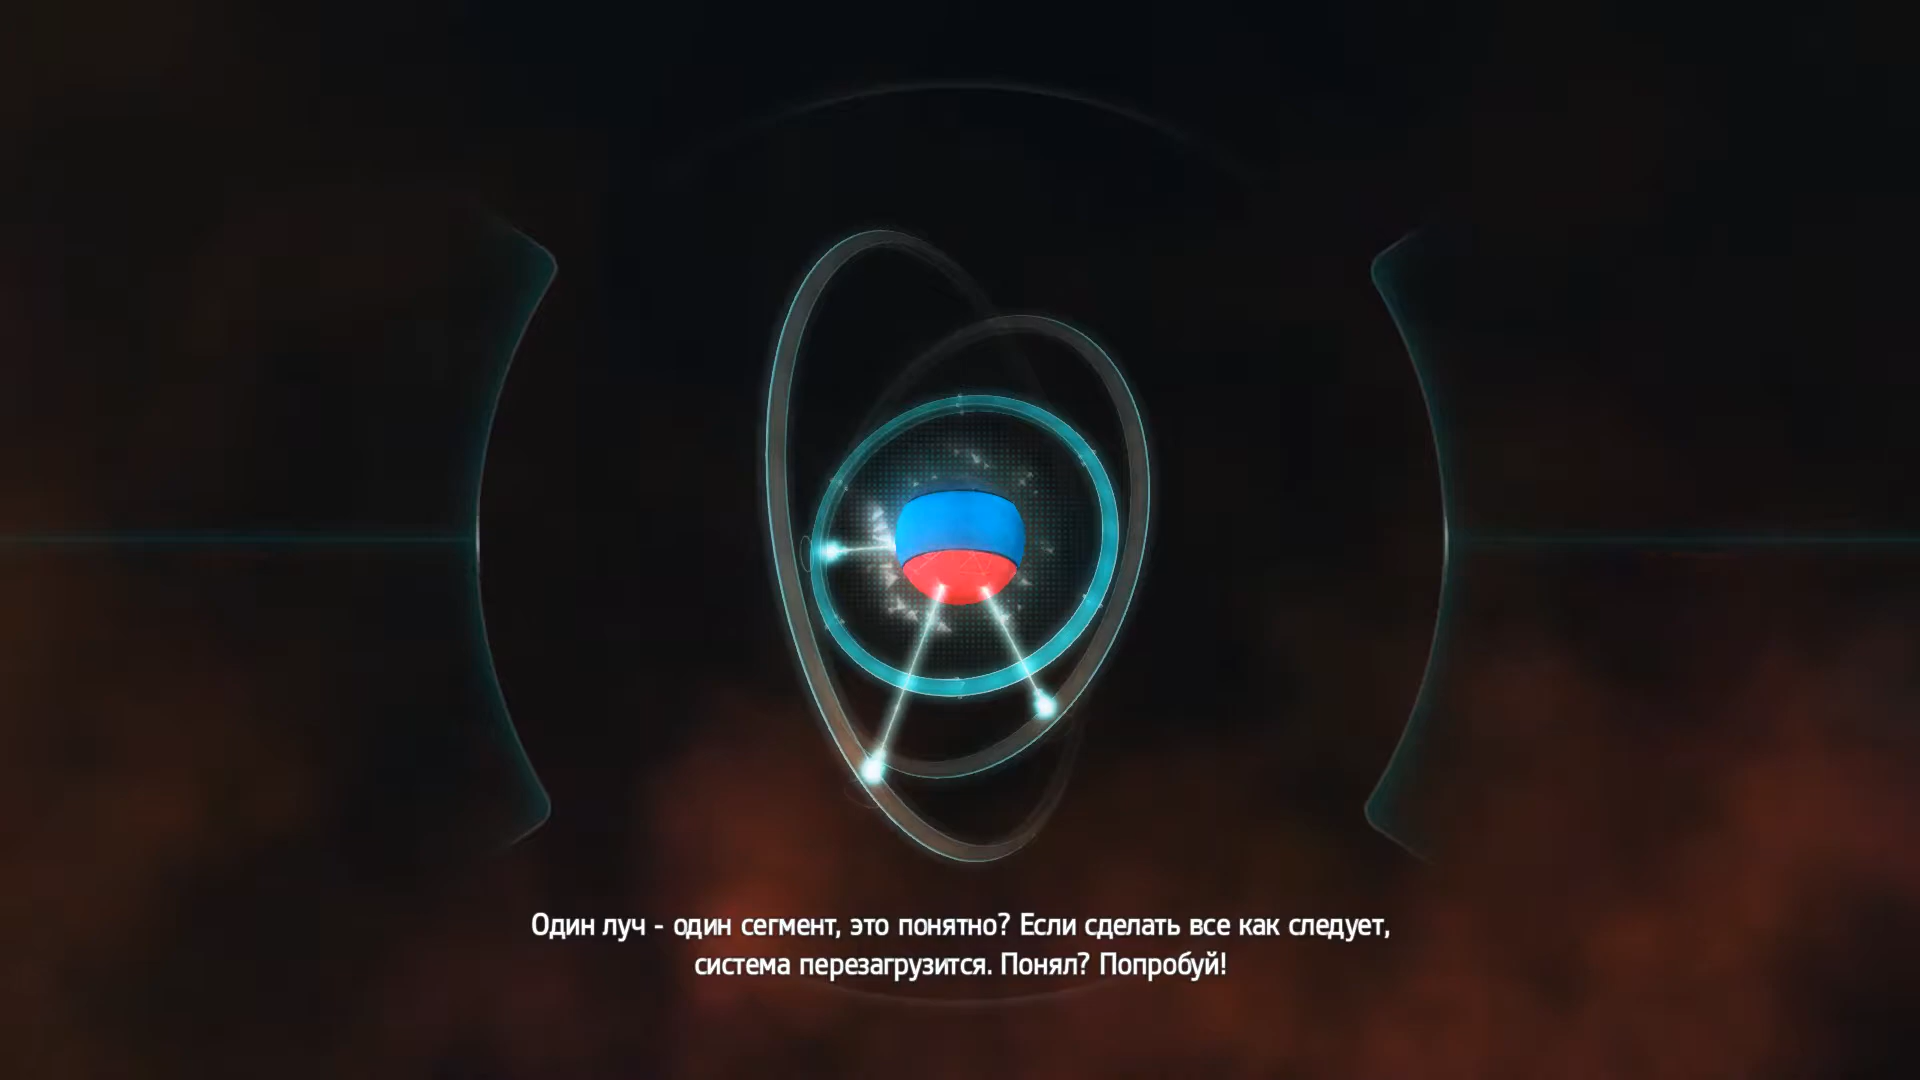 Один луч - один сегмент, это понятно? Если сделать все как следует,
система перезагрузится. Понял? Попробуй!